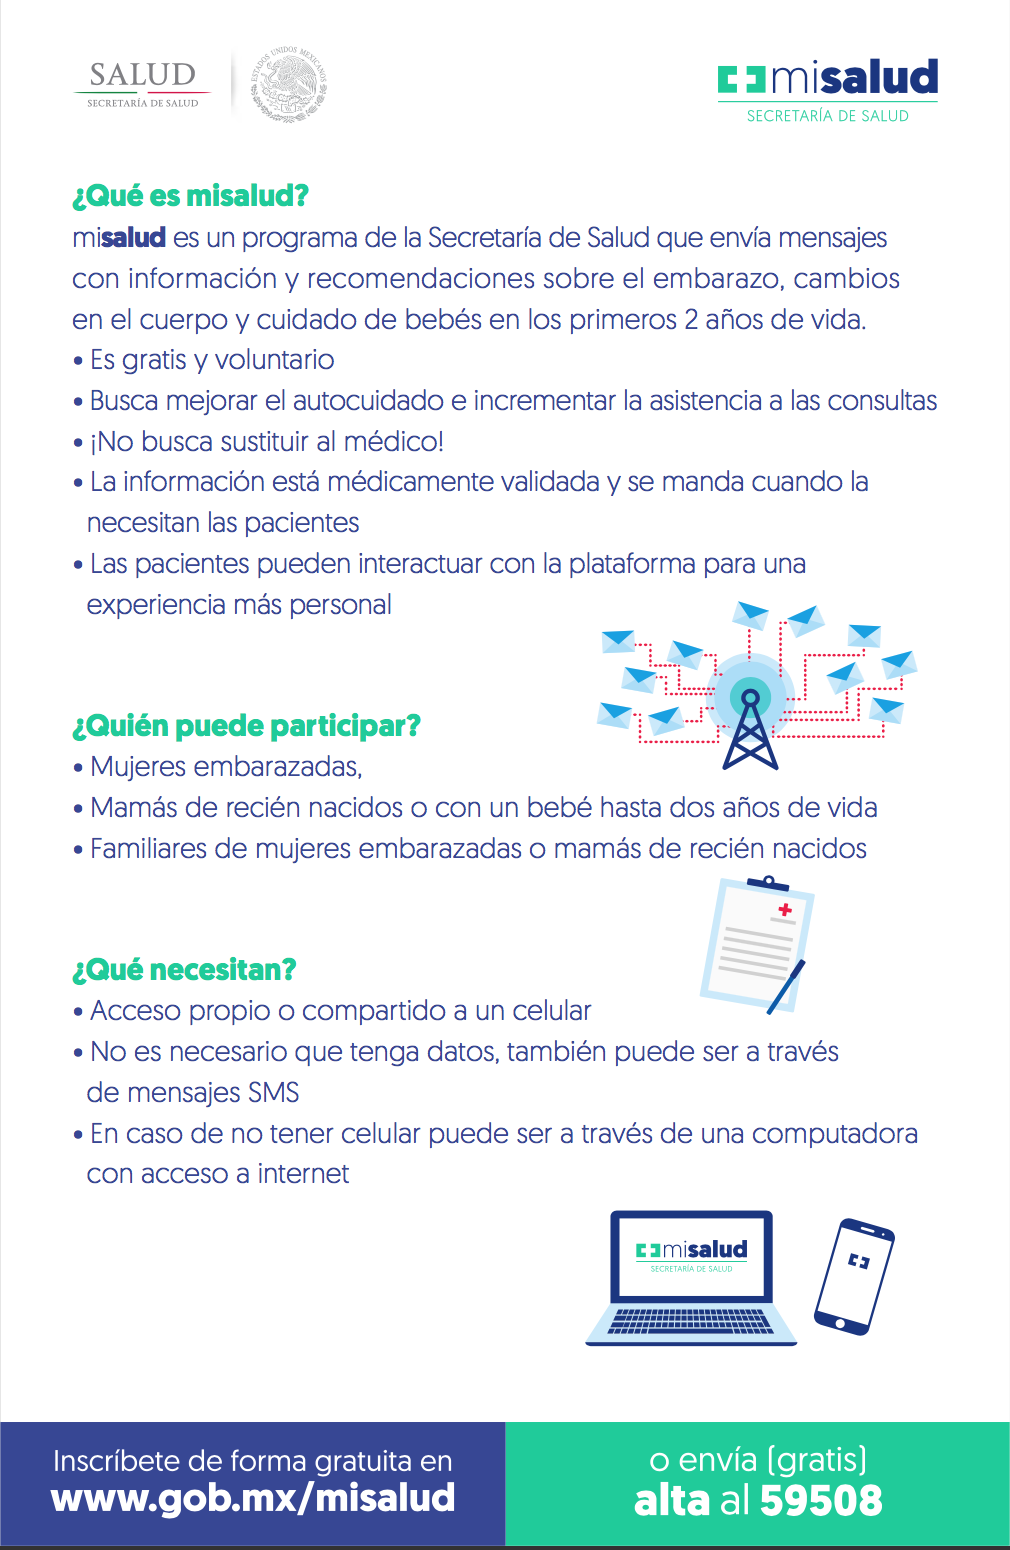 SALUD
SECRETARÍA DE SALUD
ESTADOS UNIDOS MEXICANOS
misalud
SECRETARÍA DE SALUD
¿Qué es misalud?
misalud es un programa de la Secretaría de Salud que envía mensajes
con información y recomendaciones sobre el embarazo, cambios
en el cuerpo y cuidado de bebés en los primeros 2 años de vida.
• Es gratis y voluntario
• Busca mejorar el autocuidado e incrementar la asistencia a las consultas
• ¡No busca sustituir al médico!
• La información está médicamente validada y se manda cuando la
necesitan las pacientes
• Las pacientes pueden interactuar con la plataforma para una
experiencia más personal
¿Quién puede participar?
• Mujeres embarazadas,
• Mamás de recién nacidos o con un bebé hasta dos años de vida
• Familiares de mujeres embarazadas o mamás de recién nacidos
¿Qué necesitan?
• Acceso propio o compartido a un celular
• No es necesario que tenga datos, también puede ser a través
de mensajes SMS
• En caso de no tener celular puede ser a través de una computadora
con acceso a internet
misalud
SECRETARÍA DE SALUD
Inscríbete de forma gratuita en
www.gob.mx/misalud
o envía (gratis)
alta al 59508